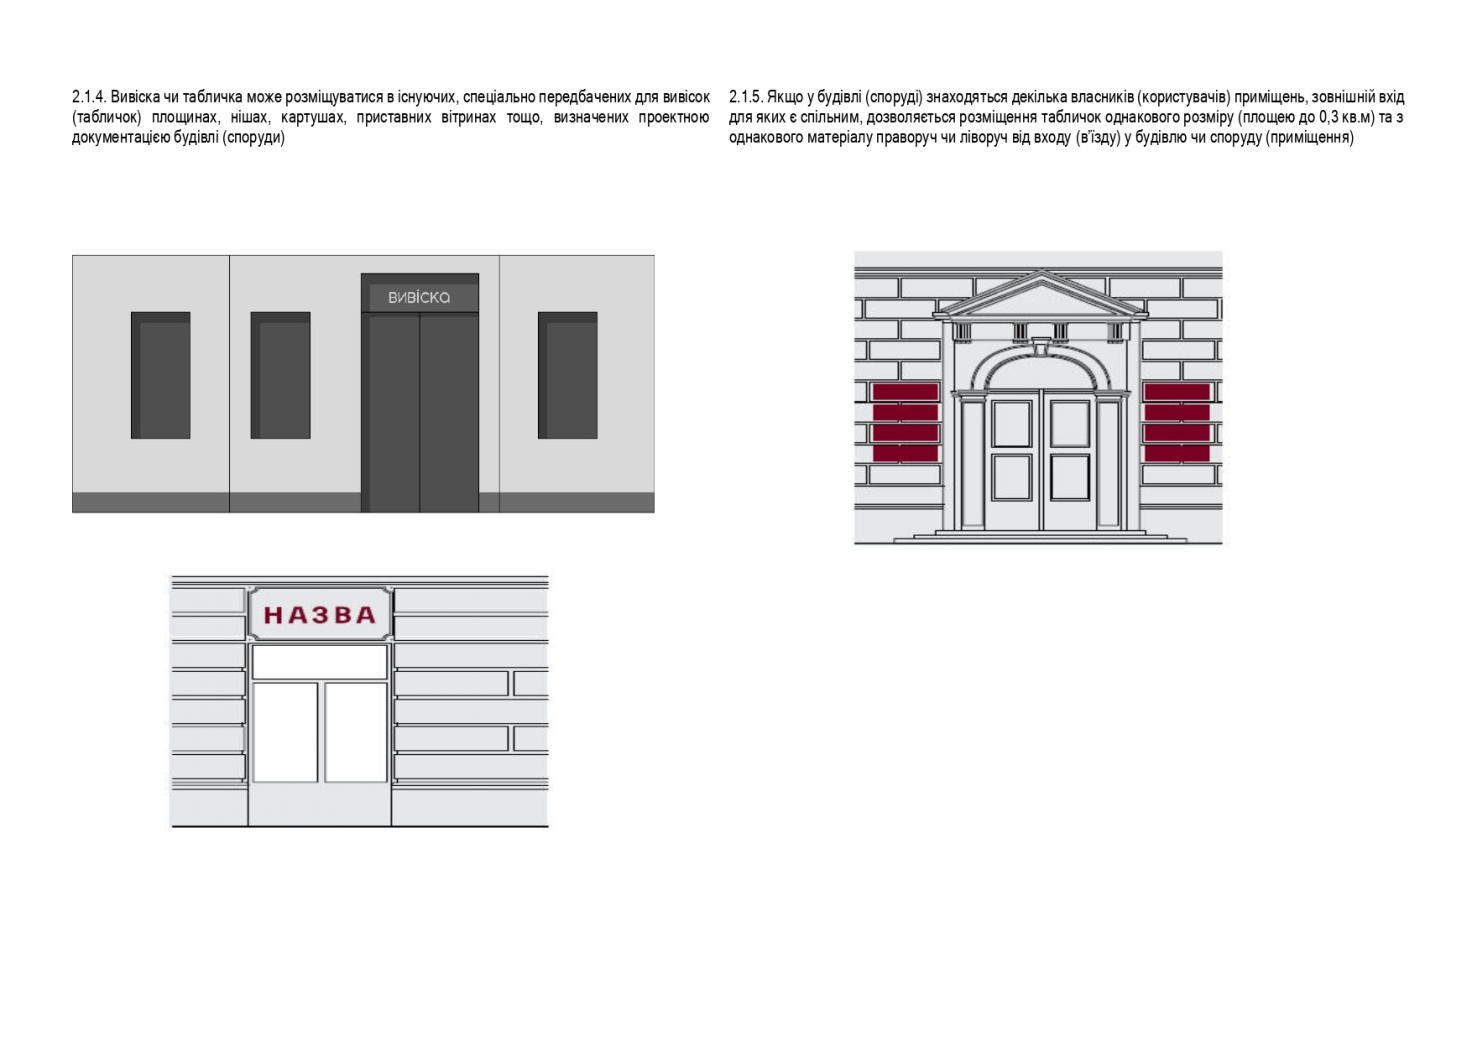 2.1.4. Вивіска чи табличка може розміщуватися в існуючих, спеціально передбачених для вивісок
(табличок) площинах, нішах, картушах, приставних вітринах тощо, визначених проектною
документацією будівлі (споруди)
2.1.5. Якщо у будівлі (споруді) знаходяться декілька власників (користувачів) приміщень, зовнішній вхід
для яких є спільним, дозволяється розміщення табличок однакового розміру (площею до 0,3 кв.м) та з
однакового матеріалу праворуч чи ліворуч від входу (в'їзду) у будівлю чи споруду (приміщення)
ВИВІСКА
НАЗВА